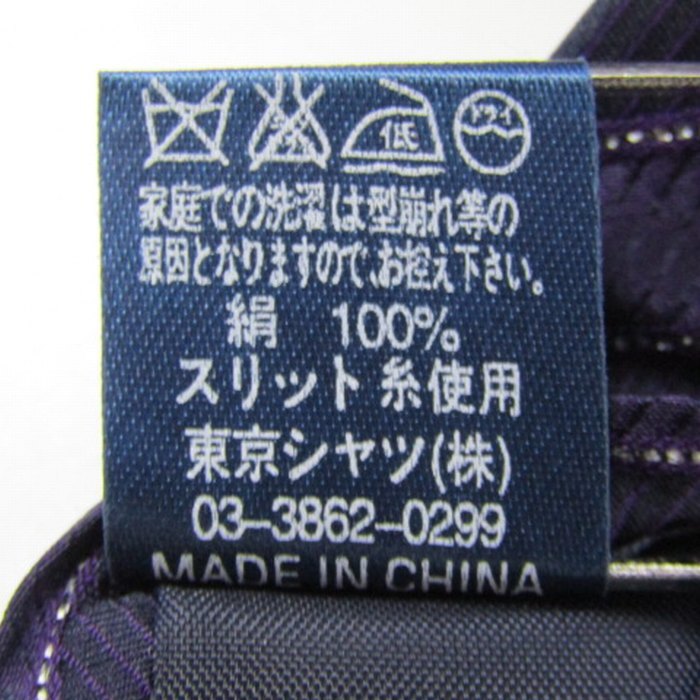 低 ドライ
家庭での洗濯は型崩れ等の
原因となりますので、お控え下さい。
絹 100%
スリット糸使用
東京シャツ(株)
03-3862-0299
MADE IN CHINA